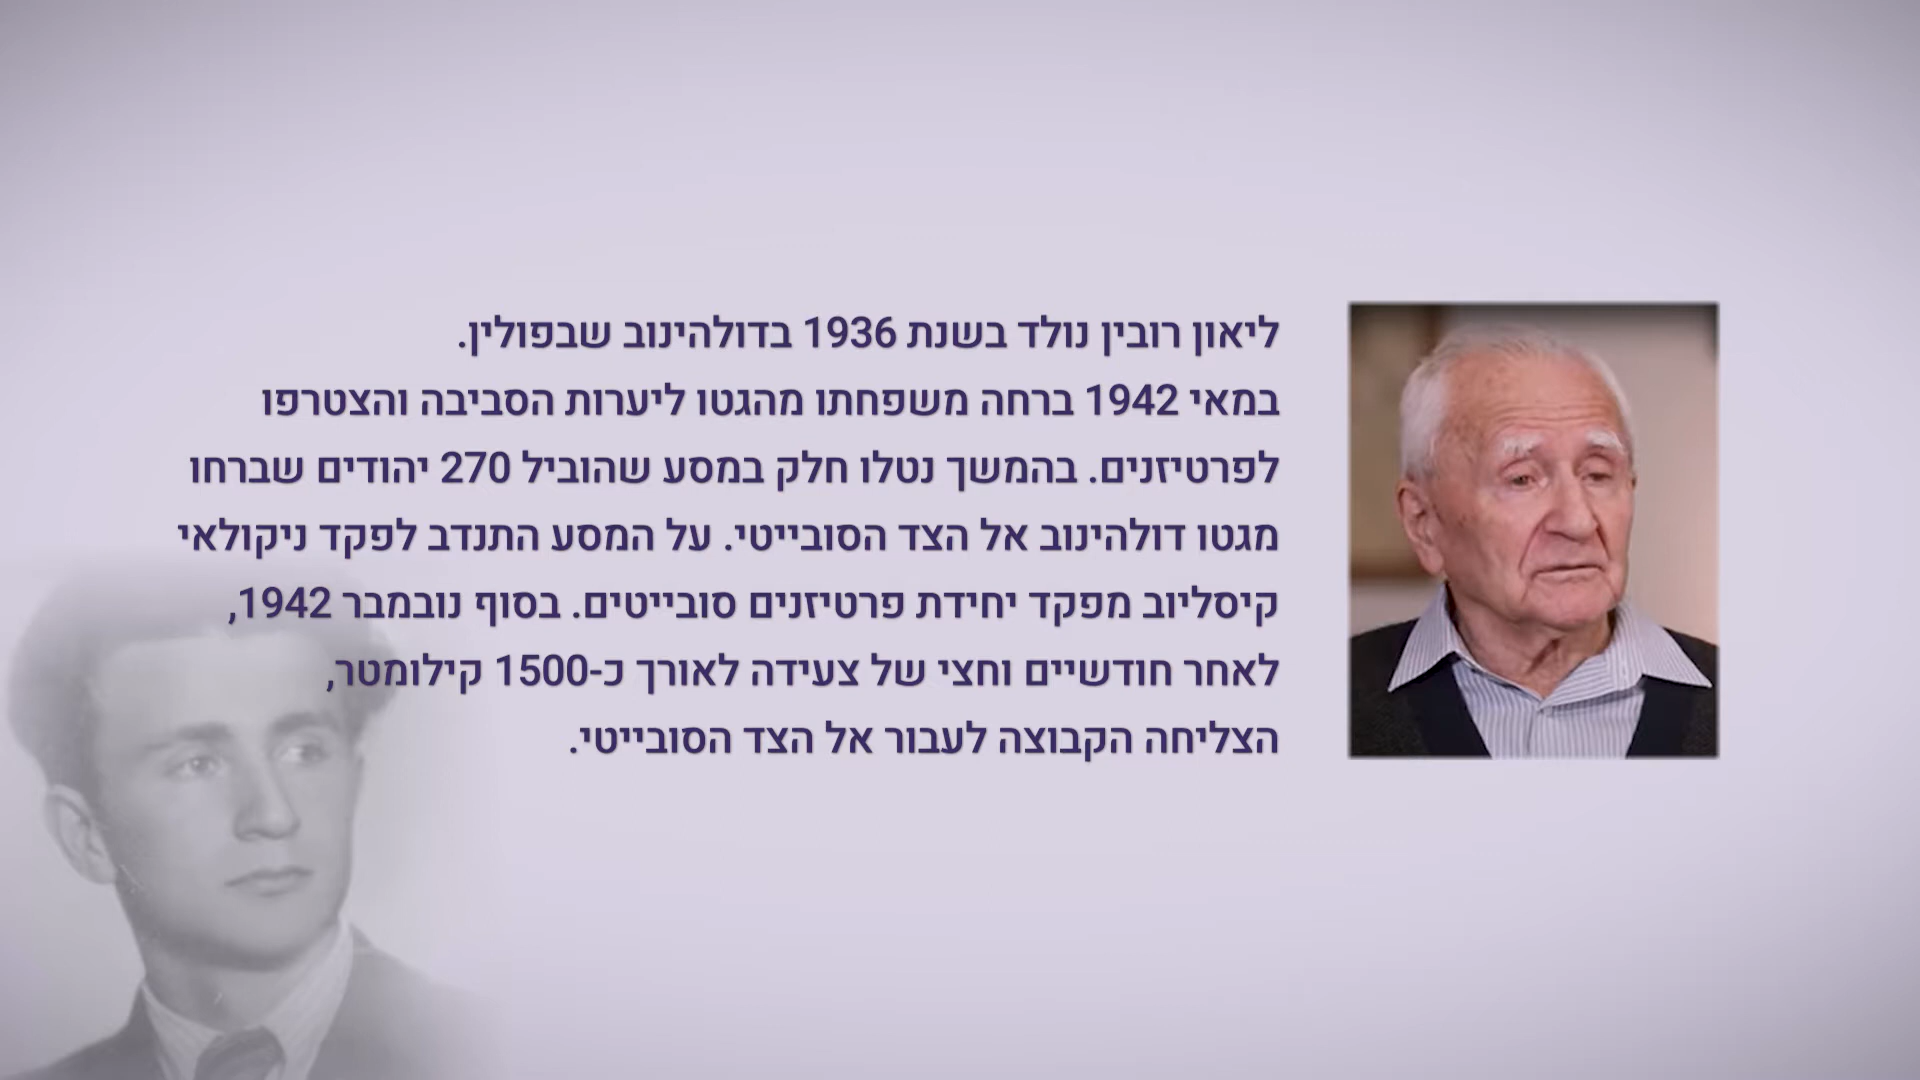 ליאון רובין נולד בשנת 1936 בדולהינוב שבפולין.
במאי 1942 ברחה משפחתו מהגטו ליערות הסביבה והצטרפו
לפרטיזנים. בהמשך נטלו חלק במסע שהוביל 270 יהודים שברחו
מגטו דולהינוב אל הצד הסובייטי. על המסע התנדב לפקד ניקולאי
קיסליוב מפקד יחידת פרטיזנים סובייטים. בסוף נובמבר 1942,
לאחר חודשיים וחצי של צעידה לאורך כ-1500 קילומטר,
הצליחה הקבוצה לעבור אל הצד הסובייטי.